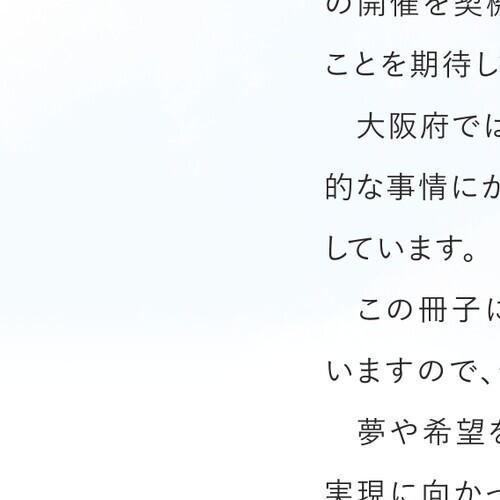 の開催を契機
ことを期待し
大阪府では
的な事情にか
しています。
この冊子に
いますので、
夢や希望を
実現に向かっ